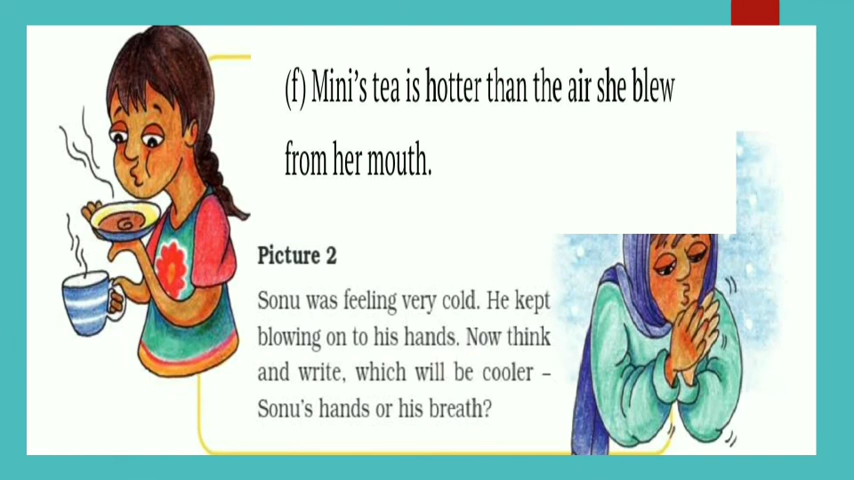 (f) Mini's tea is hotter than the air she blew
from her mouth.
Picture 2
Sonu was feeling very cold. He kept
blowing on to his hands. Now think
and write, which will be cooler –
Sonu's hands or his breath?